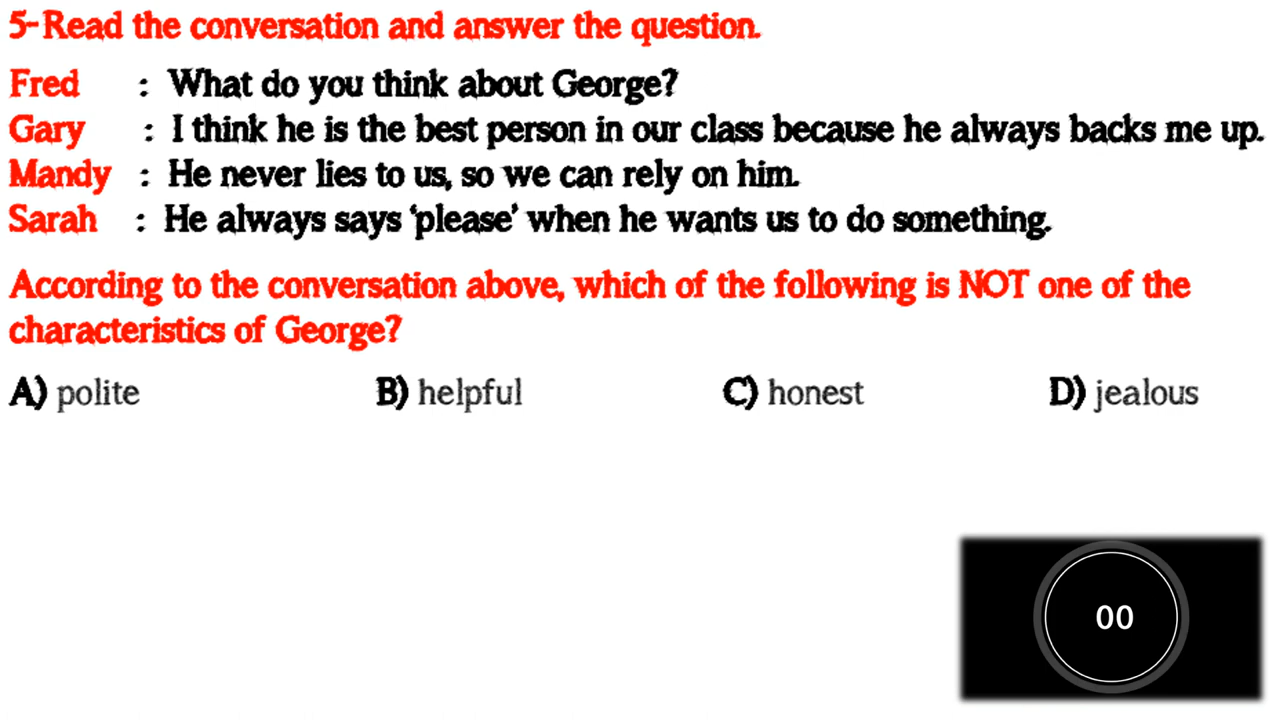 5-Read the conversation and answer the question.
Fred : What do you think about George?
Gary : I think he is the best person in our class because he always backs me up.
Mandy : He never lies to us, so we can rely on him.
Sarah : He always says ‘please’ when he wants us to do something.
According to the conversation above, which of the following is NOT one of the
characteristics of George?
A) polite B) helpful C) honest D) jealous
00